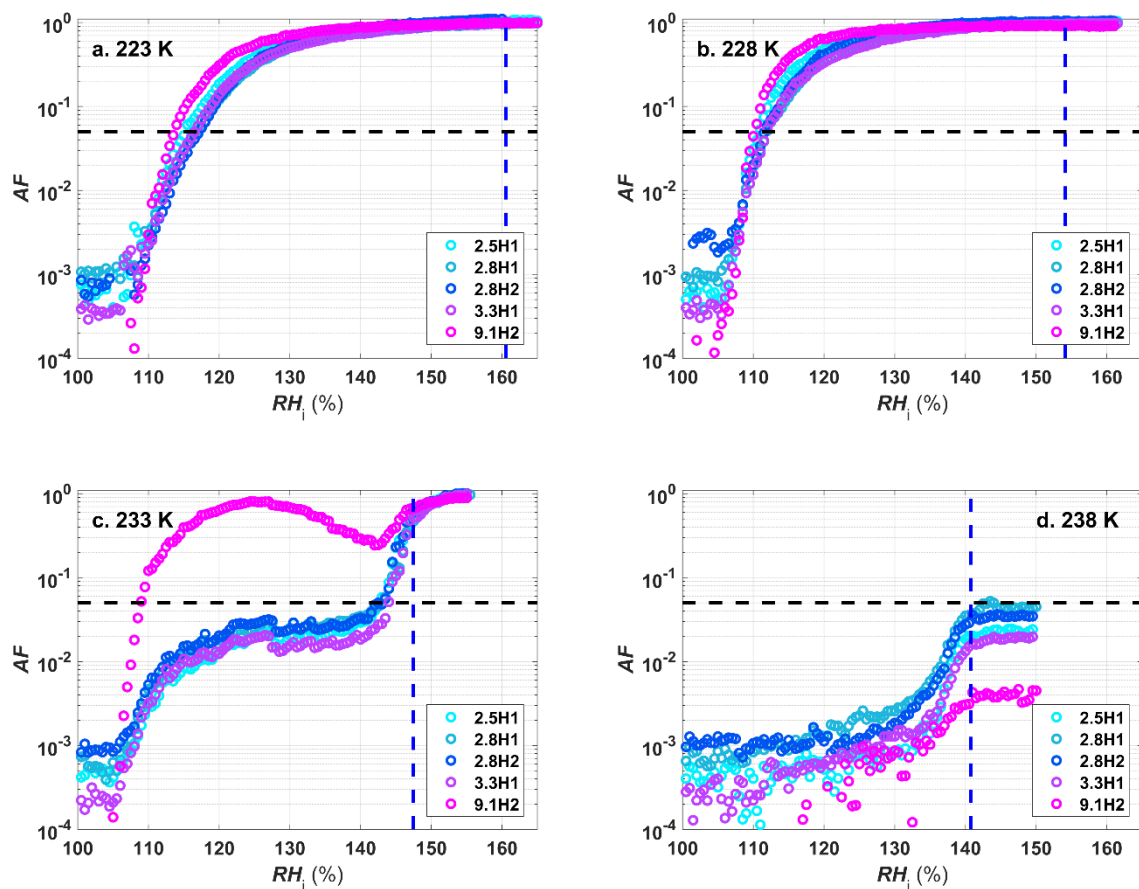 a. 223 K
AF
10^0
10^-1
10^-2
10^-3
10^-4
2.5H1
2.8H1
2.8H2
3.3H1
9.1H2
100 110 120 130 140 150 160
RH_i (%)
b. 228 K
AF
10^0
10^-1
10^-2
10^-3
10^-4
2.5H1
2.8H1
2.8H2
3.3H1
9.1H2
100 110 120 130 140 150 160
RH_i (%)
c. 233 K
AF
10^0
10^-1
10^-2
10^-3
10^-4
2.5H1
2.8H1
2.8H2
3.3H1
9.1H2
100 110 120 130 140 150 160
RH_i (%)
d. 238 K
AF
10^0
10^-1
10^-2
10^-3
10^-4
2.5H1
2.8H1
2.8H2
3.3H1
9.1H2
100 110 120 130 140 150 160
RH_i (%)